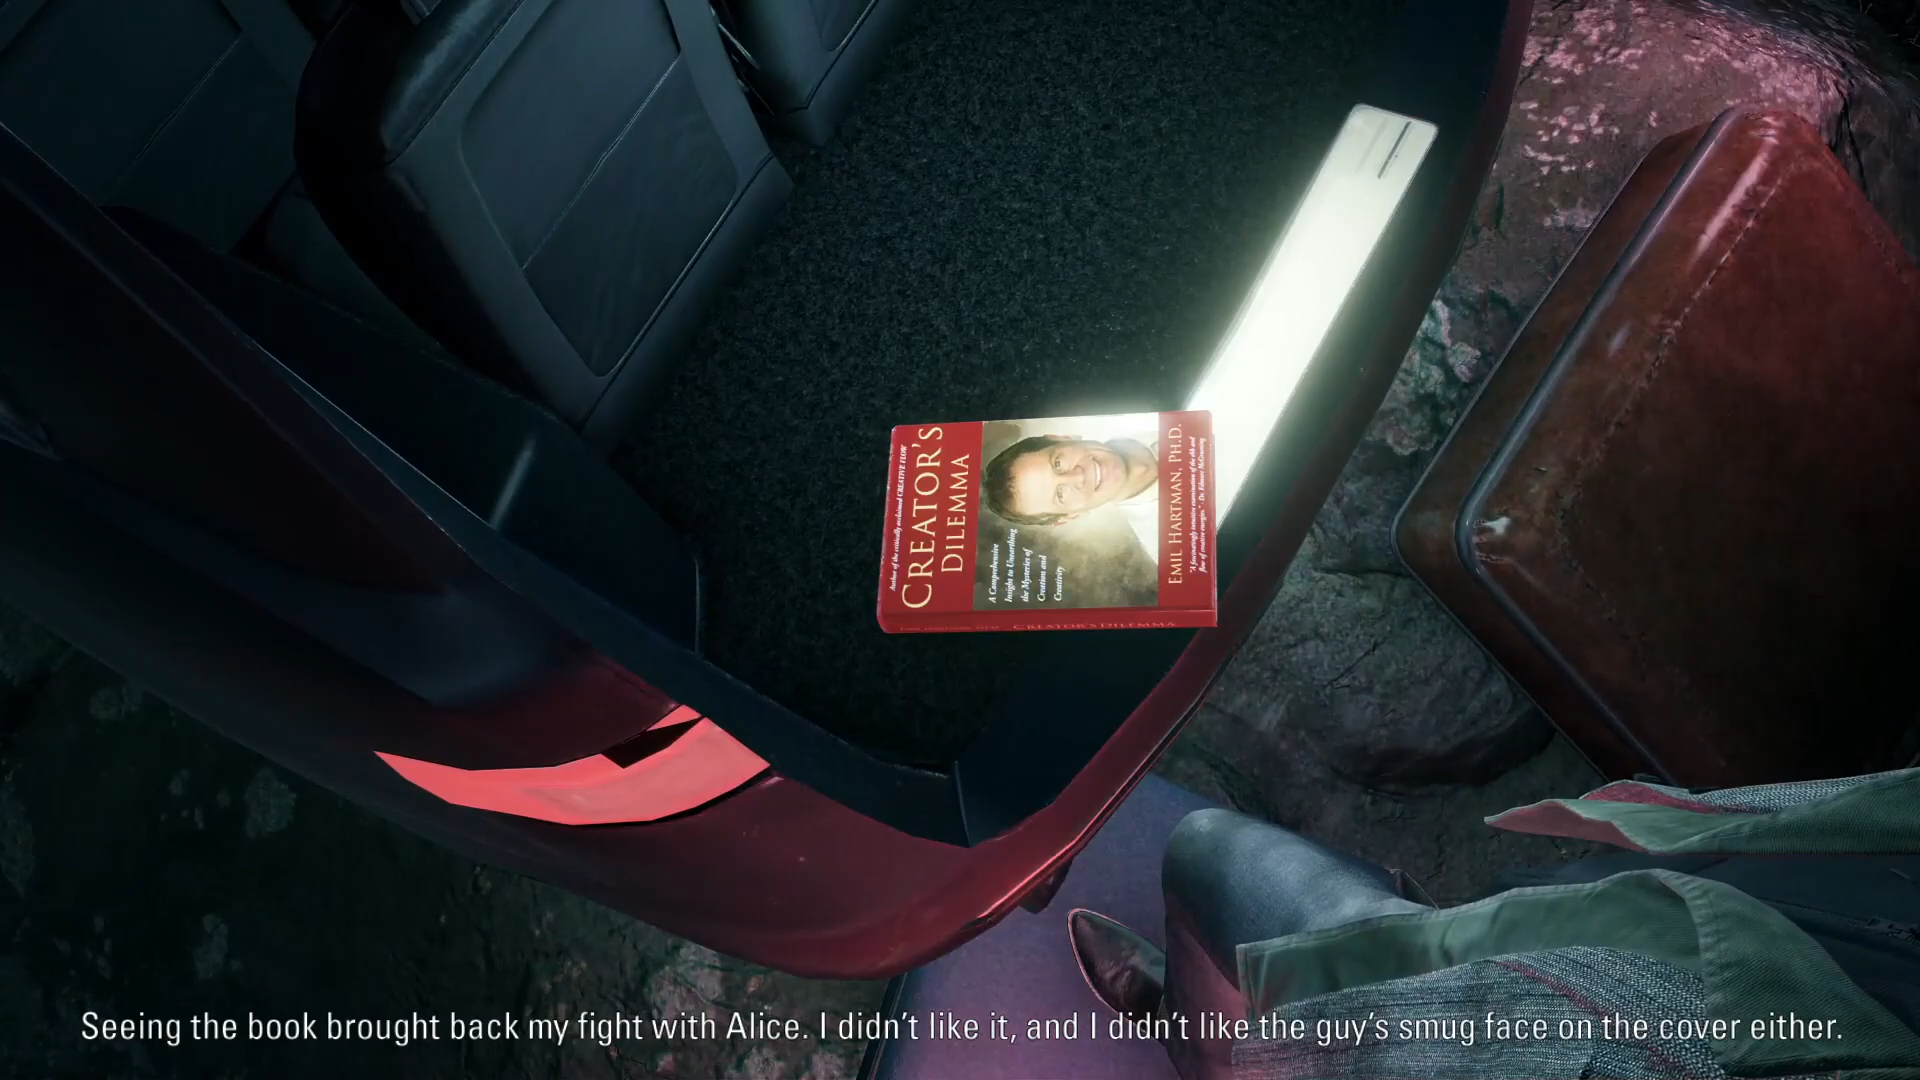 Author of the critically acclaimed CREATIVE FLOW
CREATOR'S
DILEMMA
A Comprehensive
Insight to Unearthing
the Mysteries of
Creation and
Creativity
EMIL HARTMAN, PH.D.
CREATOR'S DILEMMA
Seeing the book brought back my fight with Alice. I didn't like it, and I didn't like the guy's smug face on the cover either.